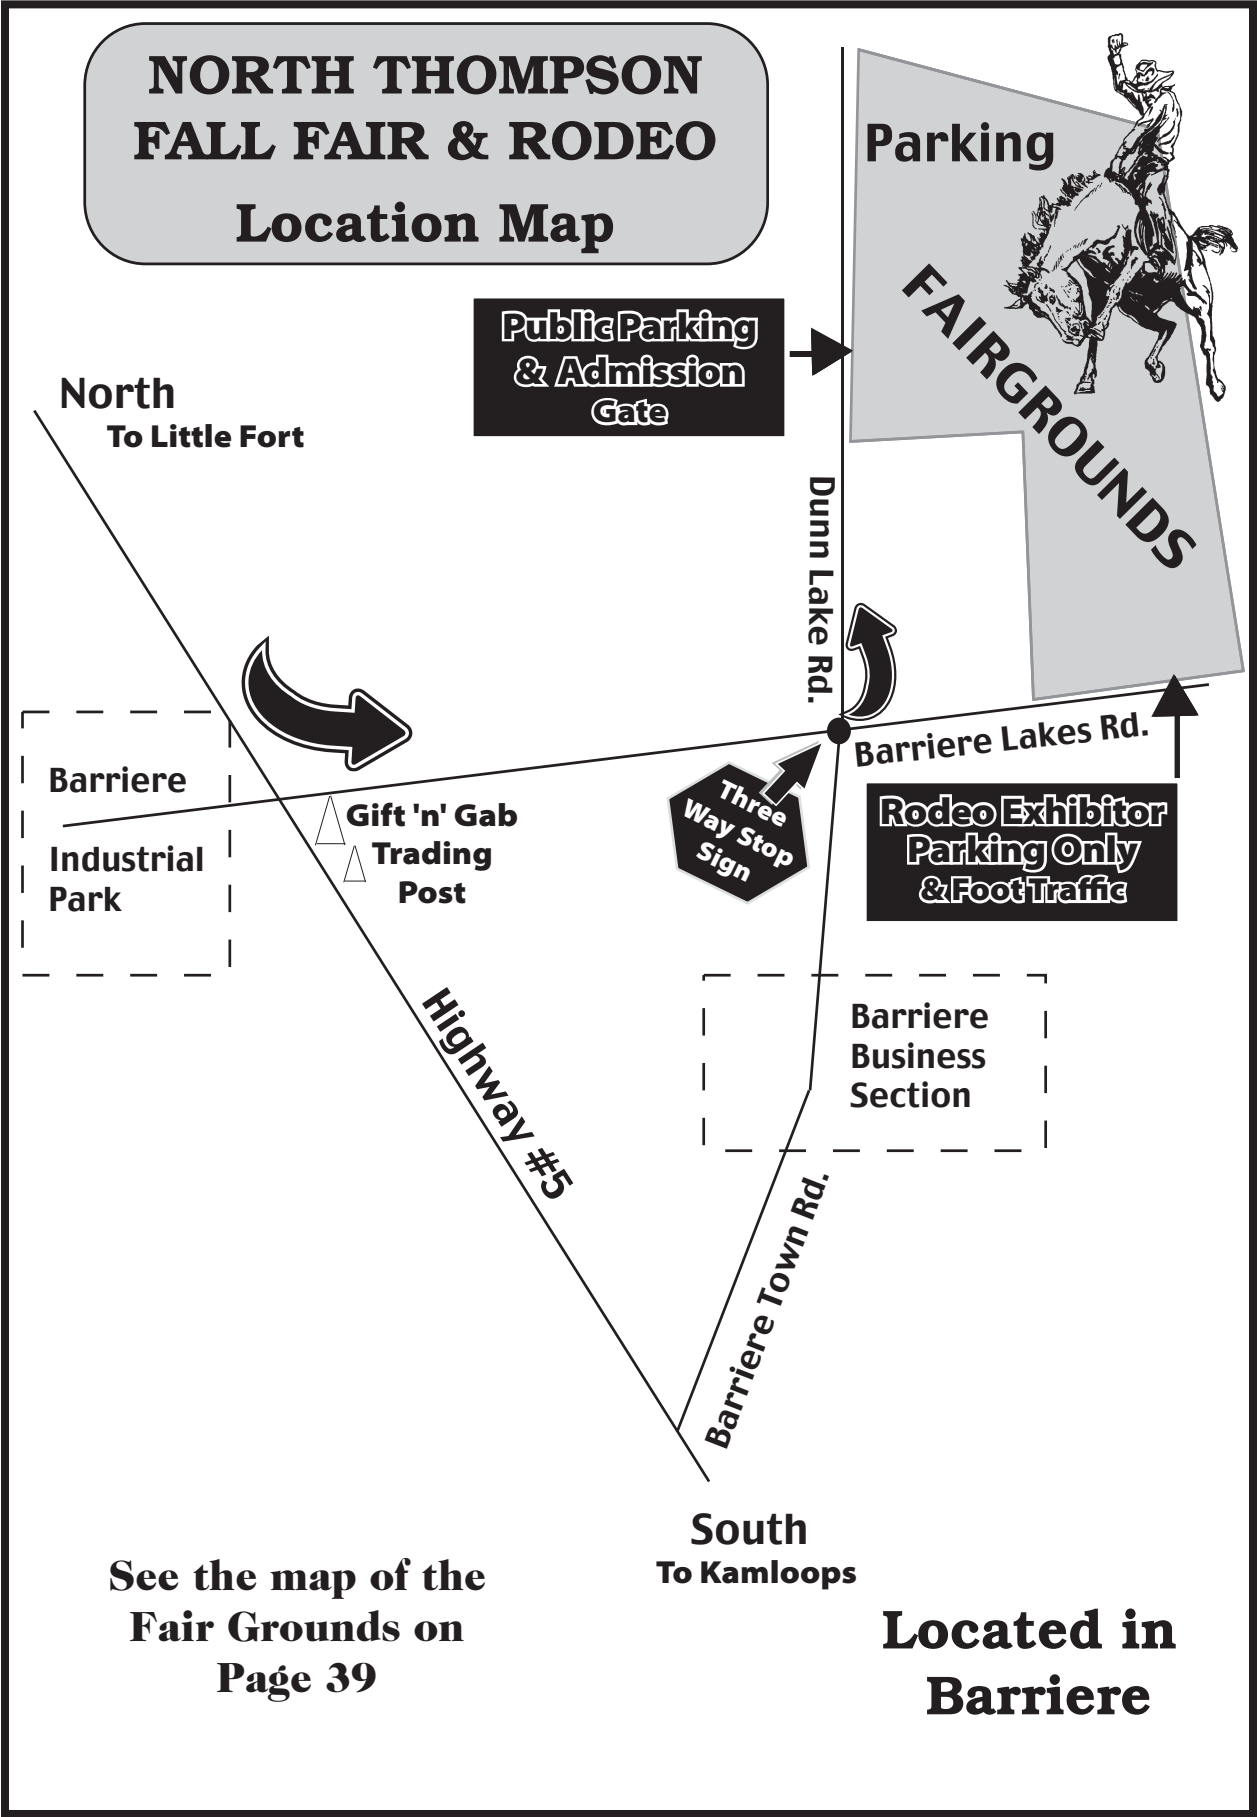 NORTH THOMPSON
FALL FAIR & RODEO
Location Map
Parking
FAIRGROUNDS
Public Parking
& Admission
Gate
North
To Little Fort
Dunn Lake Rd.
Barriere Lakes Rd.
Barriere
Industrial
Park
Gift 'n' Gab
Trading
Post
Three
Way Stop
Sign
Rodeo Exhibitor
Parking Only
& Foot Traffic
Highway #5
Barriere
Business
Section
Barriere Town Rd.
South
To Kamloops
See the map of the
Fair Grounds on
Page 39
Located in
Barriere